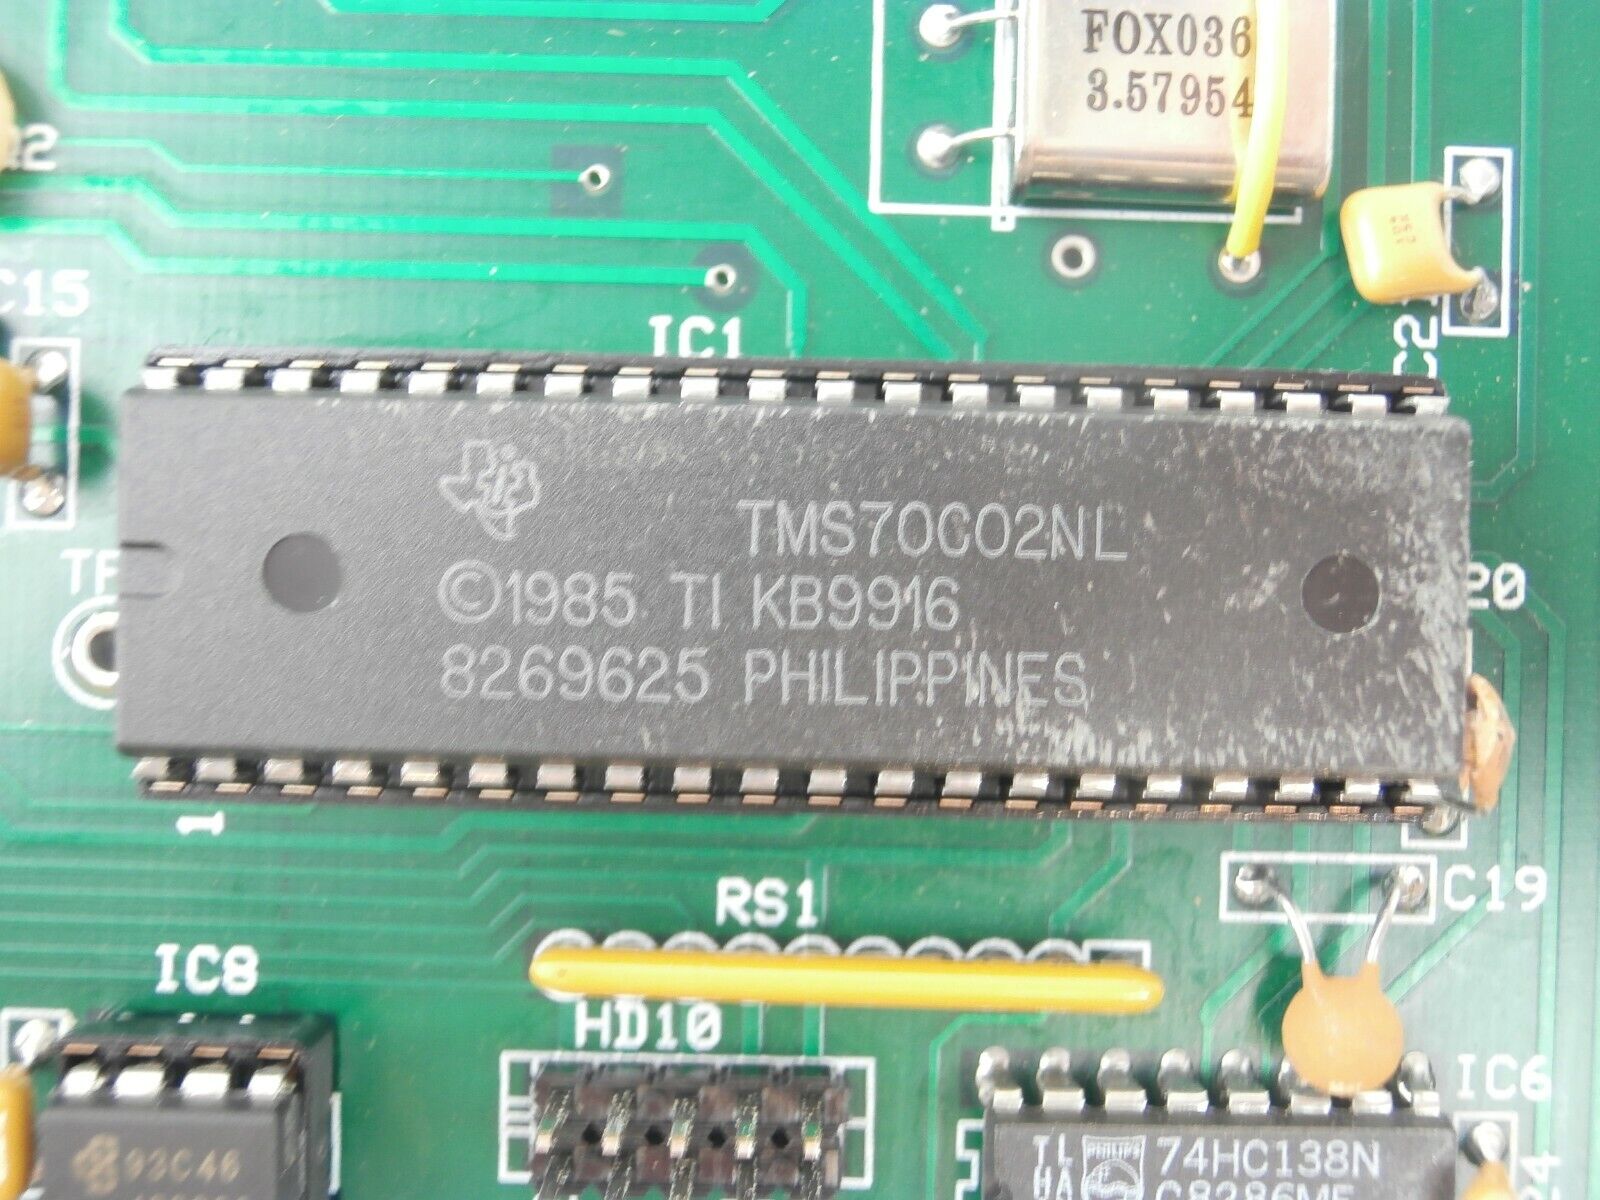 FOX036
3.57954
C15
IC1
C2
TMS70C02NL
©1985 TI KB9916
8269625 PHILIPPINES
20
1
RS1
C19
IC8
HD10
IC6
93C46
74HC138N